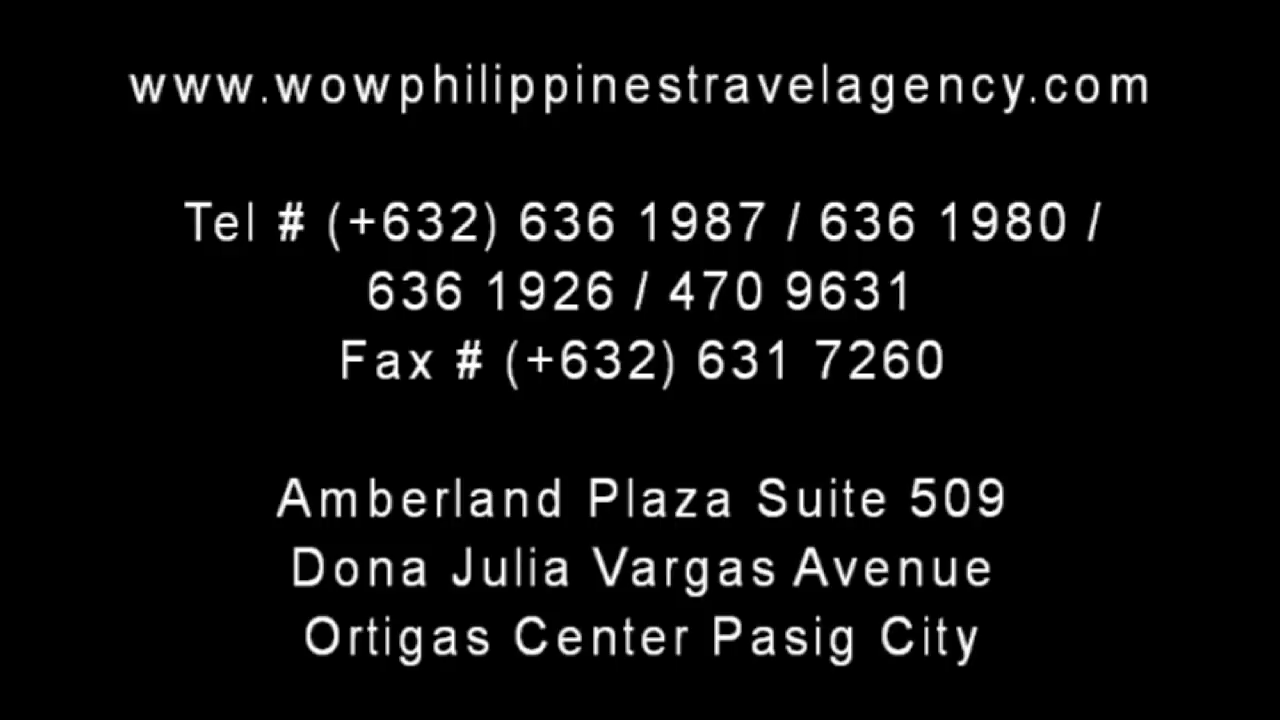 www.wowphilippinestravelagency.com
Tel # (+632) 636 1987 / 636 1980 /
636 1926 / 470 9631
Fax # (+632) 631 7260
Amberland Plaza Suite 509
Dona Julia Vargas Avenue
Ortigas Center Pasig City